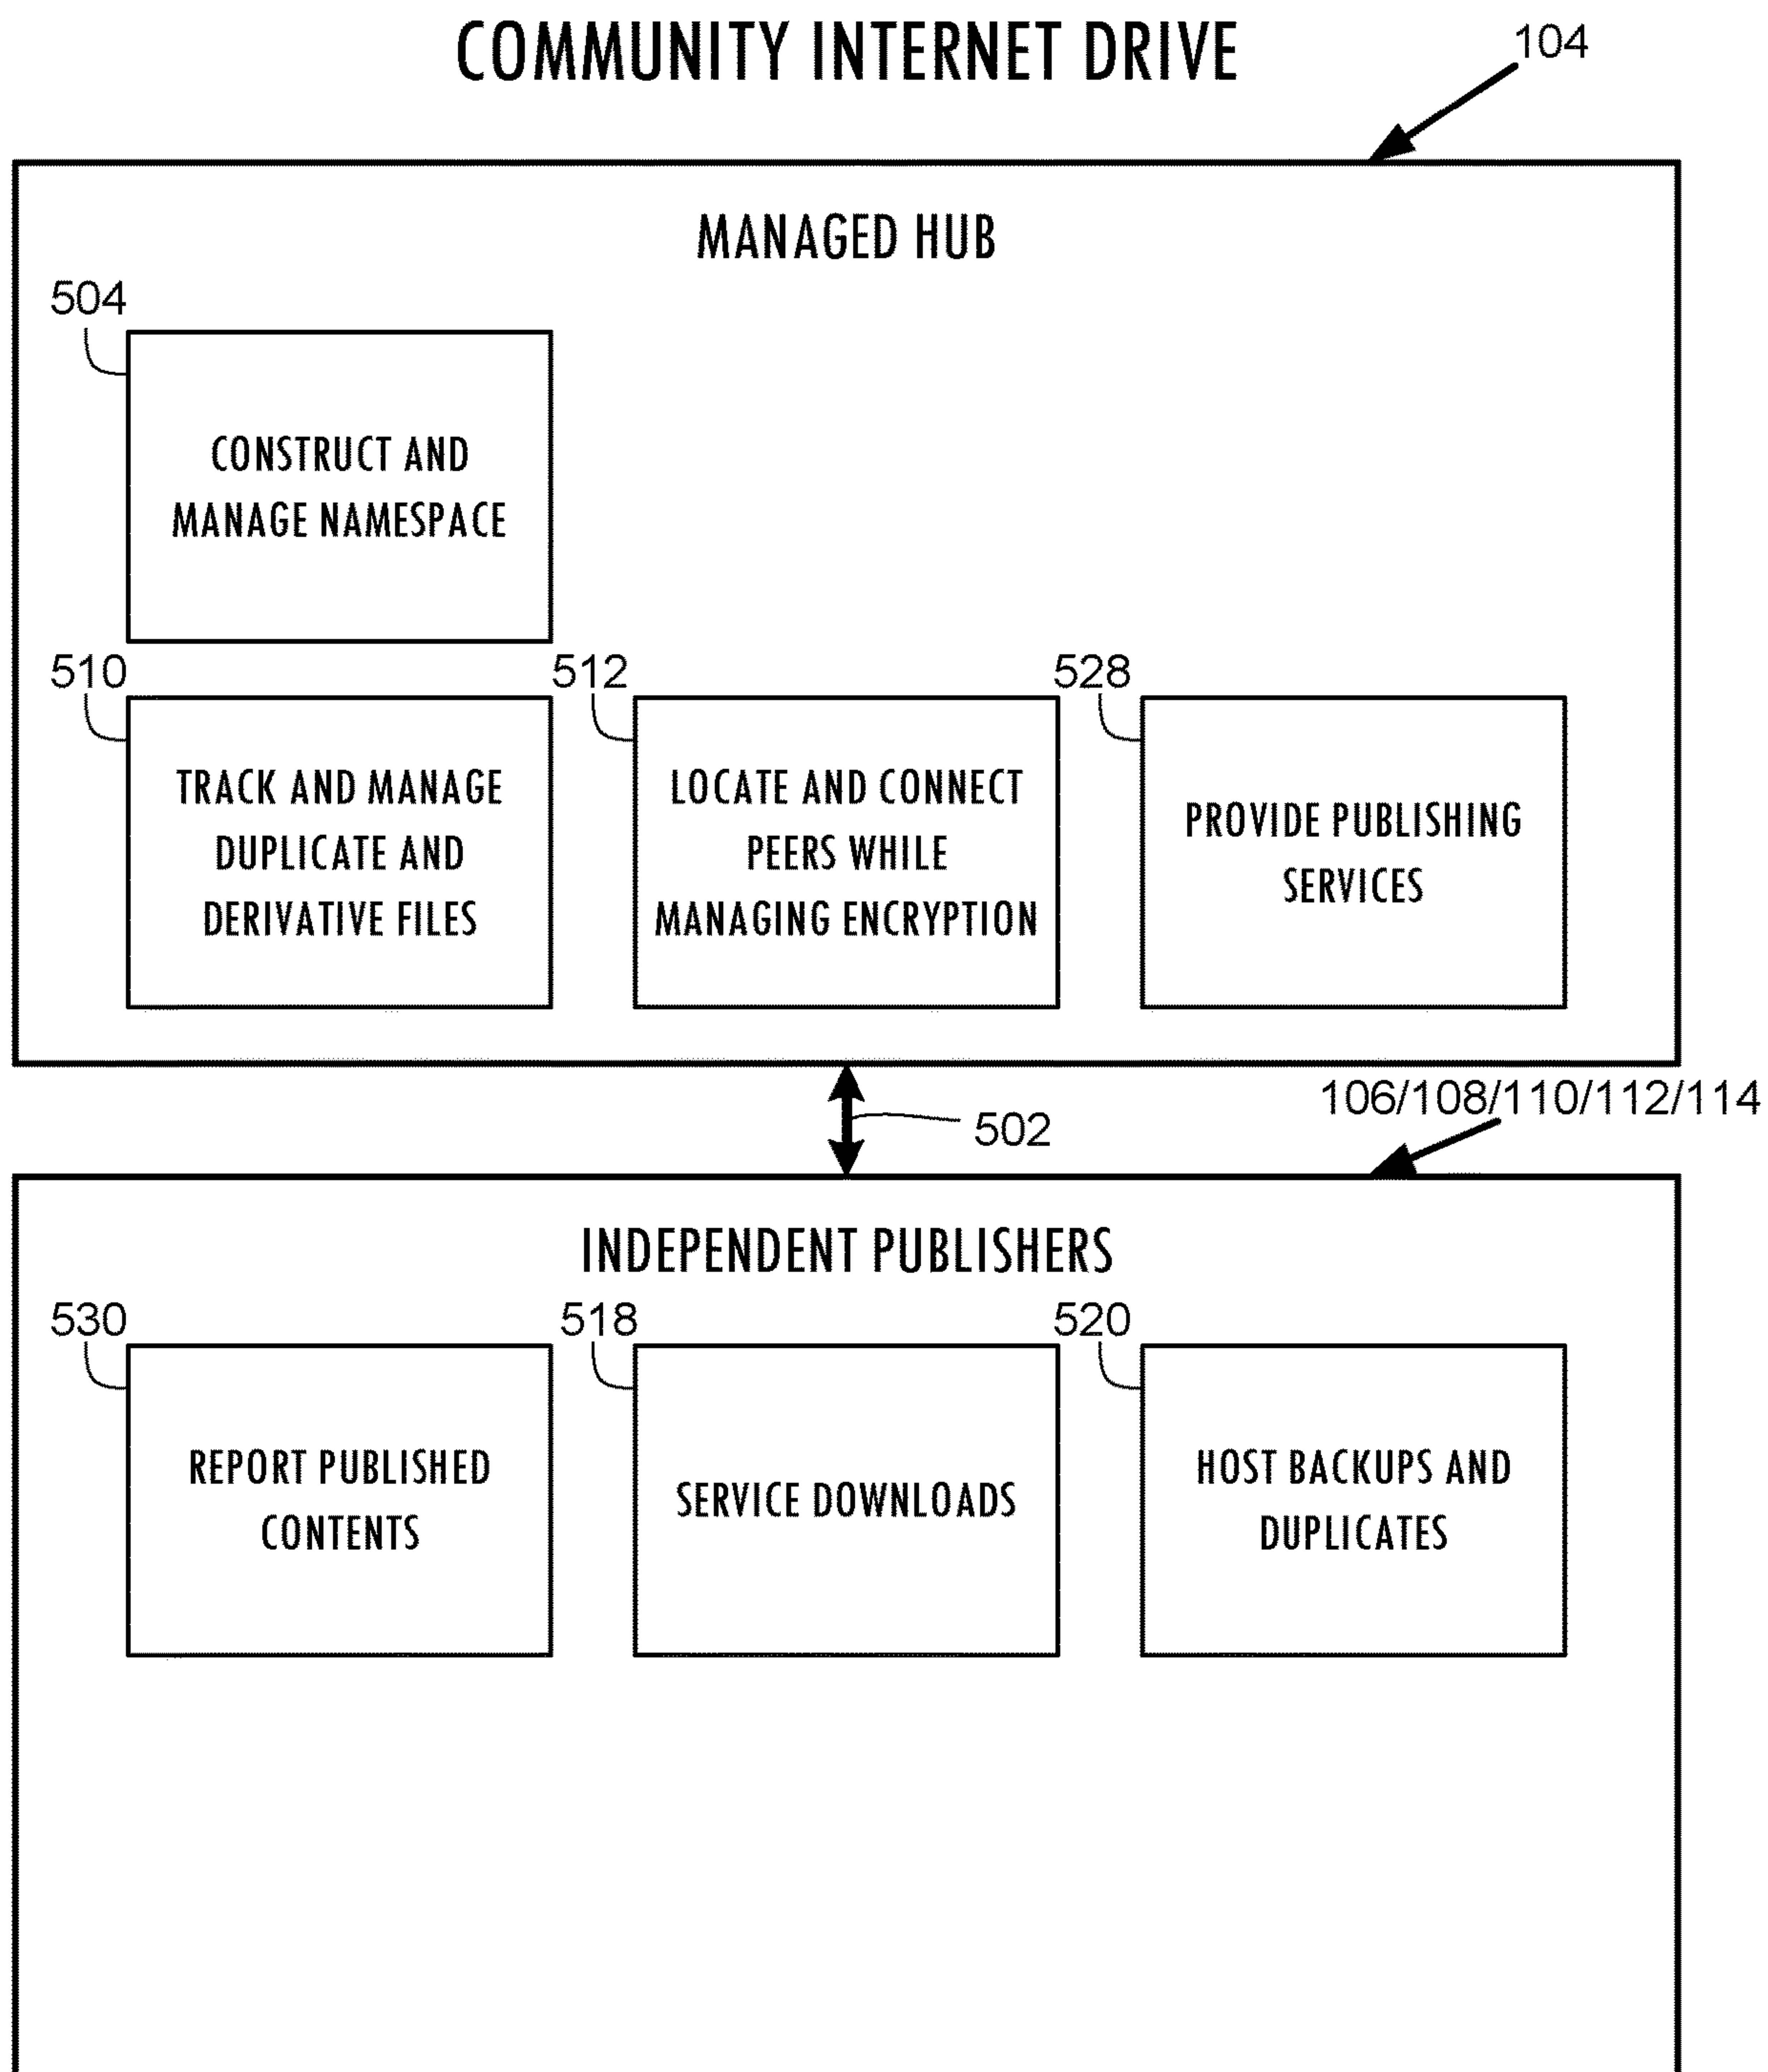 COMMUNITY INTERNET DRIVE
104
MANAGED HUB
504
CONSTRUCT AND
MANAGE NAMESPACE
510
TRACK AND MANAGE
DUPLICATE AND
DERIVATIVE FILES
512
LOCATE AND CONNECT
PEERS WHILE
MANAGING ENCRYPTION
528
PROVIDE PUBLISHING
SERVICES
502
106/108/110/112/114
INDEPENDENT PUBLISHERS
530
REPORT PUBLISHED
CONTENTS
518
SERVICE DOWNLOADS
520
HOST BACKUPS AND
DUPLICATES